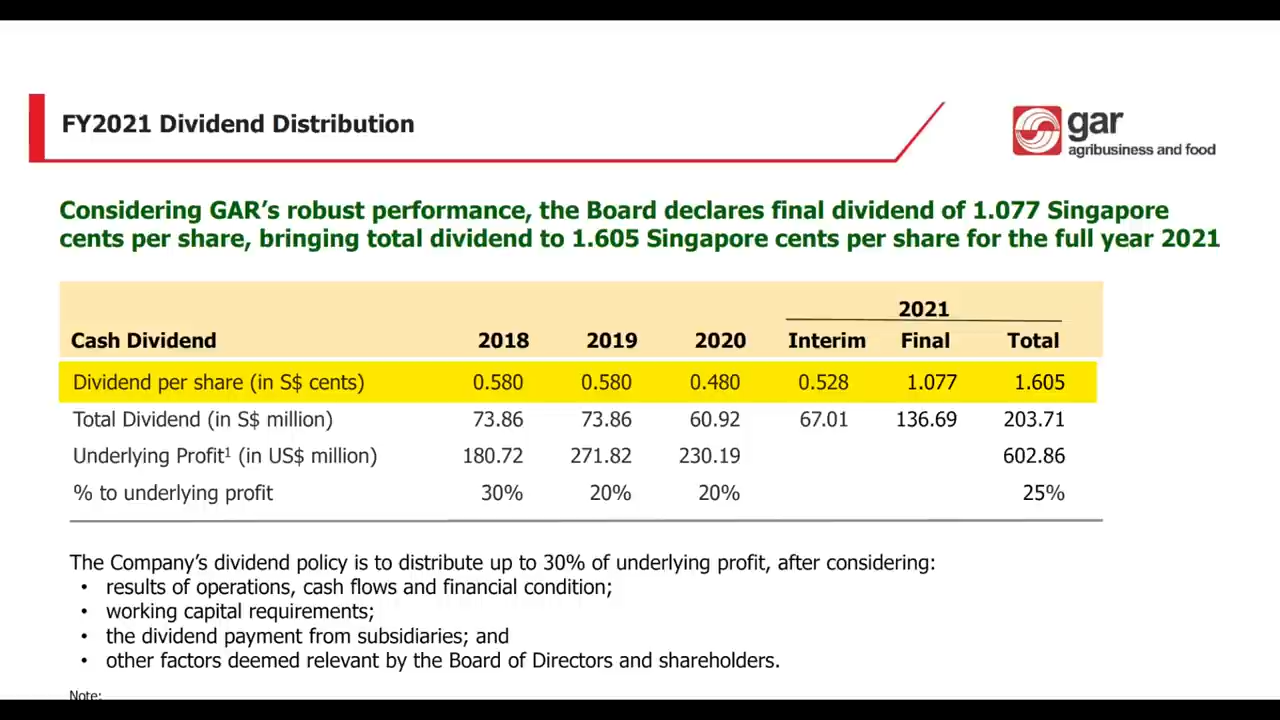 FY2021 Dividend Distribution
gar
agribusiness and food
Considering GAR’s robust performance, the Board declares final dividend of 1.077 Singapore
cents per share, bringing total dividend to 1.605 Singapore cents per share for the full year 2021
2021
Cash Dividend 2018 2019 2020 Interim Final Total
Dividend per share (in S$ cents) 0.580 0.580 0.480 0.528 1.077 1.605
Total Dividend (in S$ million) 73.86 73.86 60.92 67.01 136.69 203.71
Underlying Profit¹ (in US$ million) 180.72 271.82 230.19 602.86
% to underlying profit 30% 20% 20% 25%
The Company’s dividend policy is to distribute up to 30% of underlying profit, after considering:
• results of operations, cash flows and financial condition;
• working capital requirements;
• the dividend payment from subsidiaries; and
• other factors deemed relevant by the Board of Directors and shareholders.
Note: